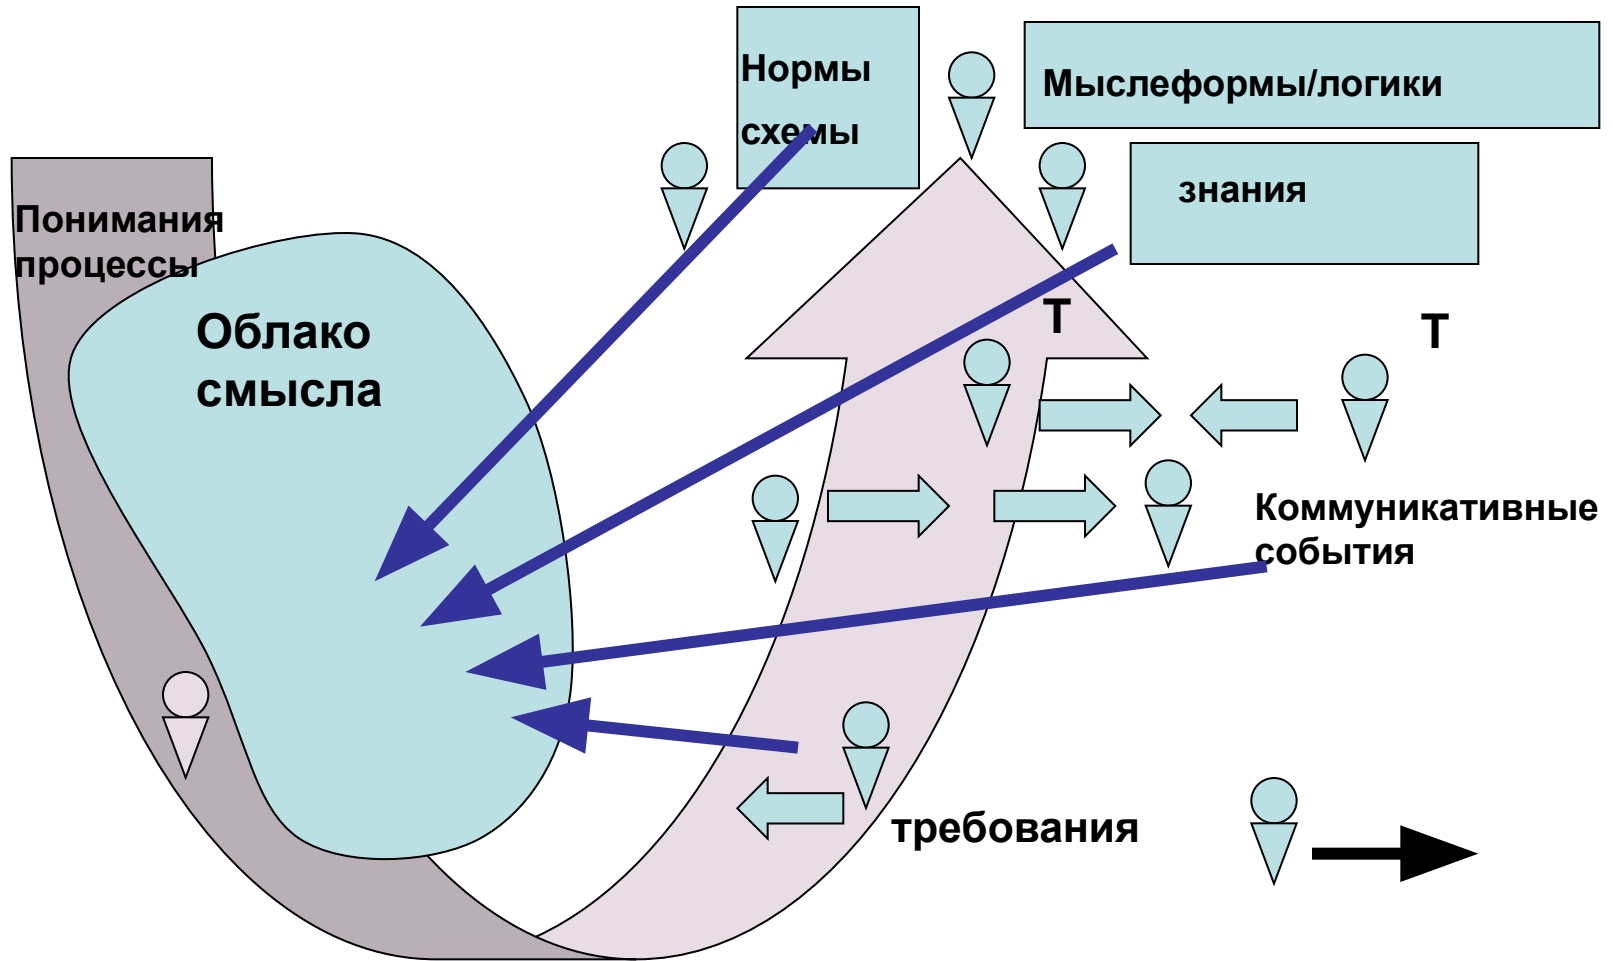 Нормы
схемы
Мыслеформы/логики
знания
Понимания
процессы
Облако
смысла
Т
Т
Коммуникативные
события
требования